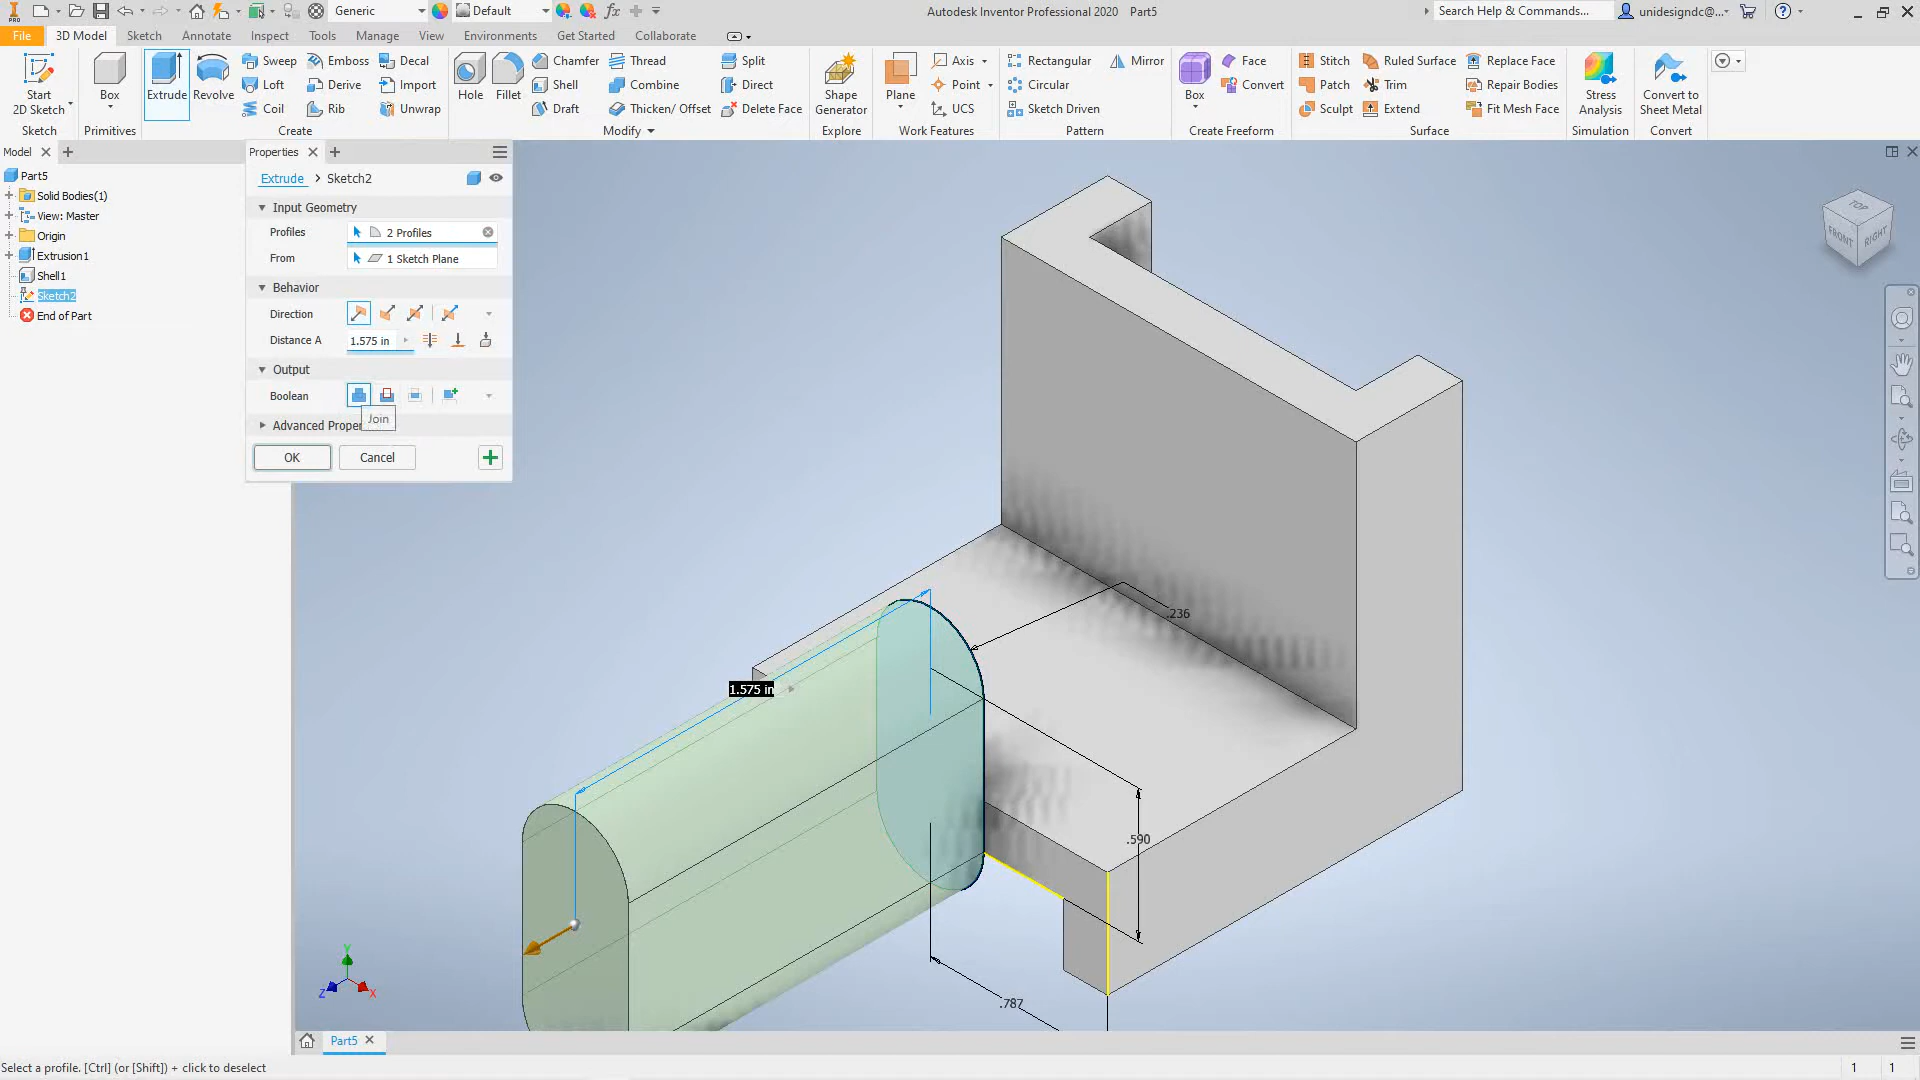 Generic
Default
Autodesk Inventor Professional 2020 Part5
Search Help & Commands...
unidesigndc@...
File
3D Model
Sketch
Annotate
Inspect
Tools
Manage
View
Environments
Get Started
Collaborate
Start
2D Sketch
Sketch
Box
Primitives
Extrude
Revolve
Sweep
Loft
Coil
Emboss
Derive
Rib
Decal
Import
Unwrap
Create
Hole
Fillet
Chamfer
Shell
Draft
Thread
Combine
Thicken/ Offset
Split
Direct
Delete Face
Modify
Shape
Generator
Explore
Plane
Axis
Point
UCS
Work Features
Rectangular
Circular
Sketch Driven
Mirror
Pattern
Box
Face
Convert
Create Freeform
Stitch
Patch
Sculpt
Ruled Surface
Trim
Extend
Replace Face
Repair Bodies
Fit Mesh Face
Surface
Stress
Analysis
Simulation
Convert to
Sheet Metal
Convert
Model
Part5
Solid Bodies(1)
View: Master
Origin
Extrusion1
Shell1
Sketch2
End of Part
Properties
Extrude > Sketch2
Input Geometry
Profiles 2 Profiles
From 1 Sketch Plane
Behavior
Direction
Distance A 1.575 in
Output
Boolean
Join
Advanced Proper
OK Cancel
TOP
FRONT
RIGHT
.236
1.575 in
.590
.787
Y
Z
X
Part5
Select a profile. [Ctrl] (or [Shift]) + click to deselect
1 1